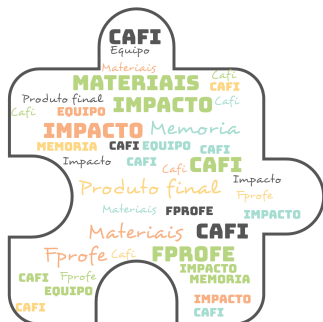 CAFI
Equipo
Materiais
MATERIAIS Cafi
CAFI
Produto final IMPACTO Cafi
Cafi EQUIPO
IMPACTO Memoria
MEMORIA CAFI EQUIPO CAFI
Impacto CAFI Cafi CAFI
Produto final Impacto
Fprofe
Materiais FPROFE IMPACTO
Materiais CAFI
Fprofe Cafi FPROFE
CAFI Fprofe IMPACTO
EQUIPO MEMORIA
CAFI IMPACTO
CAFI